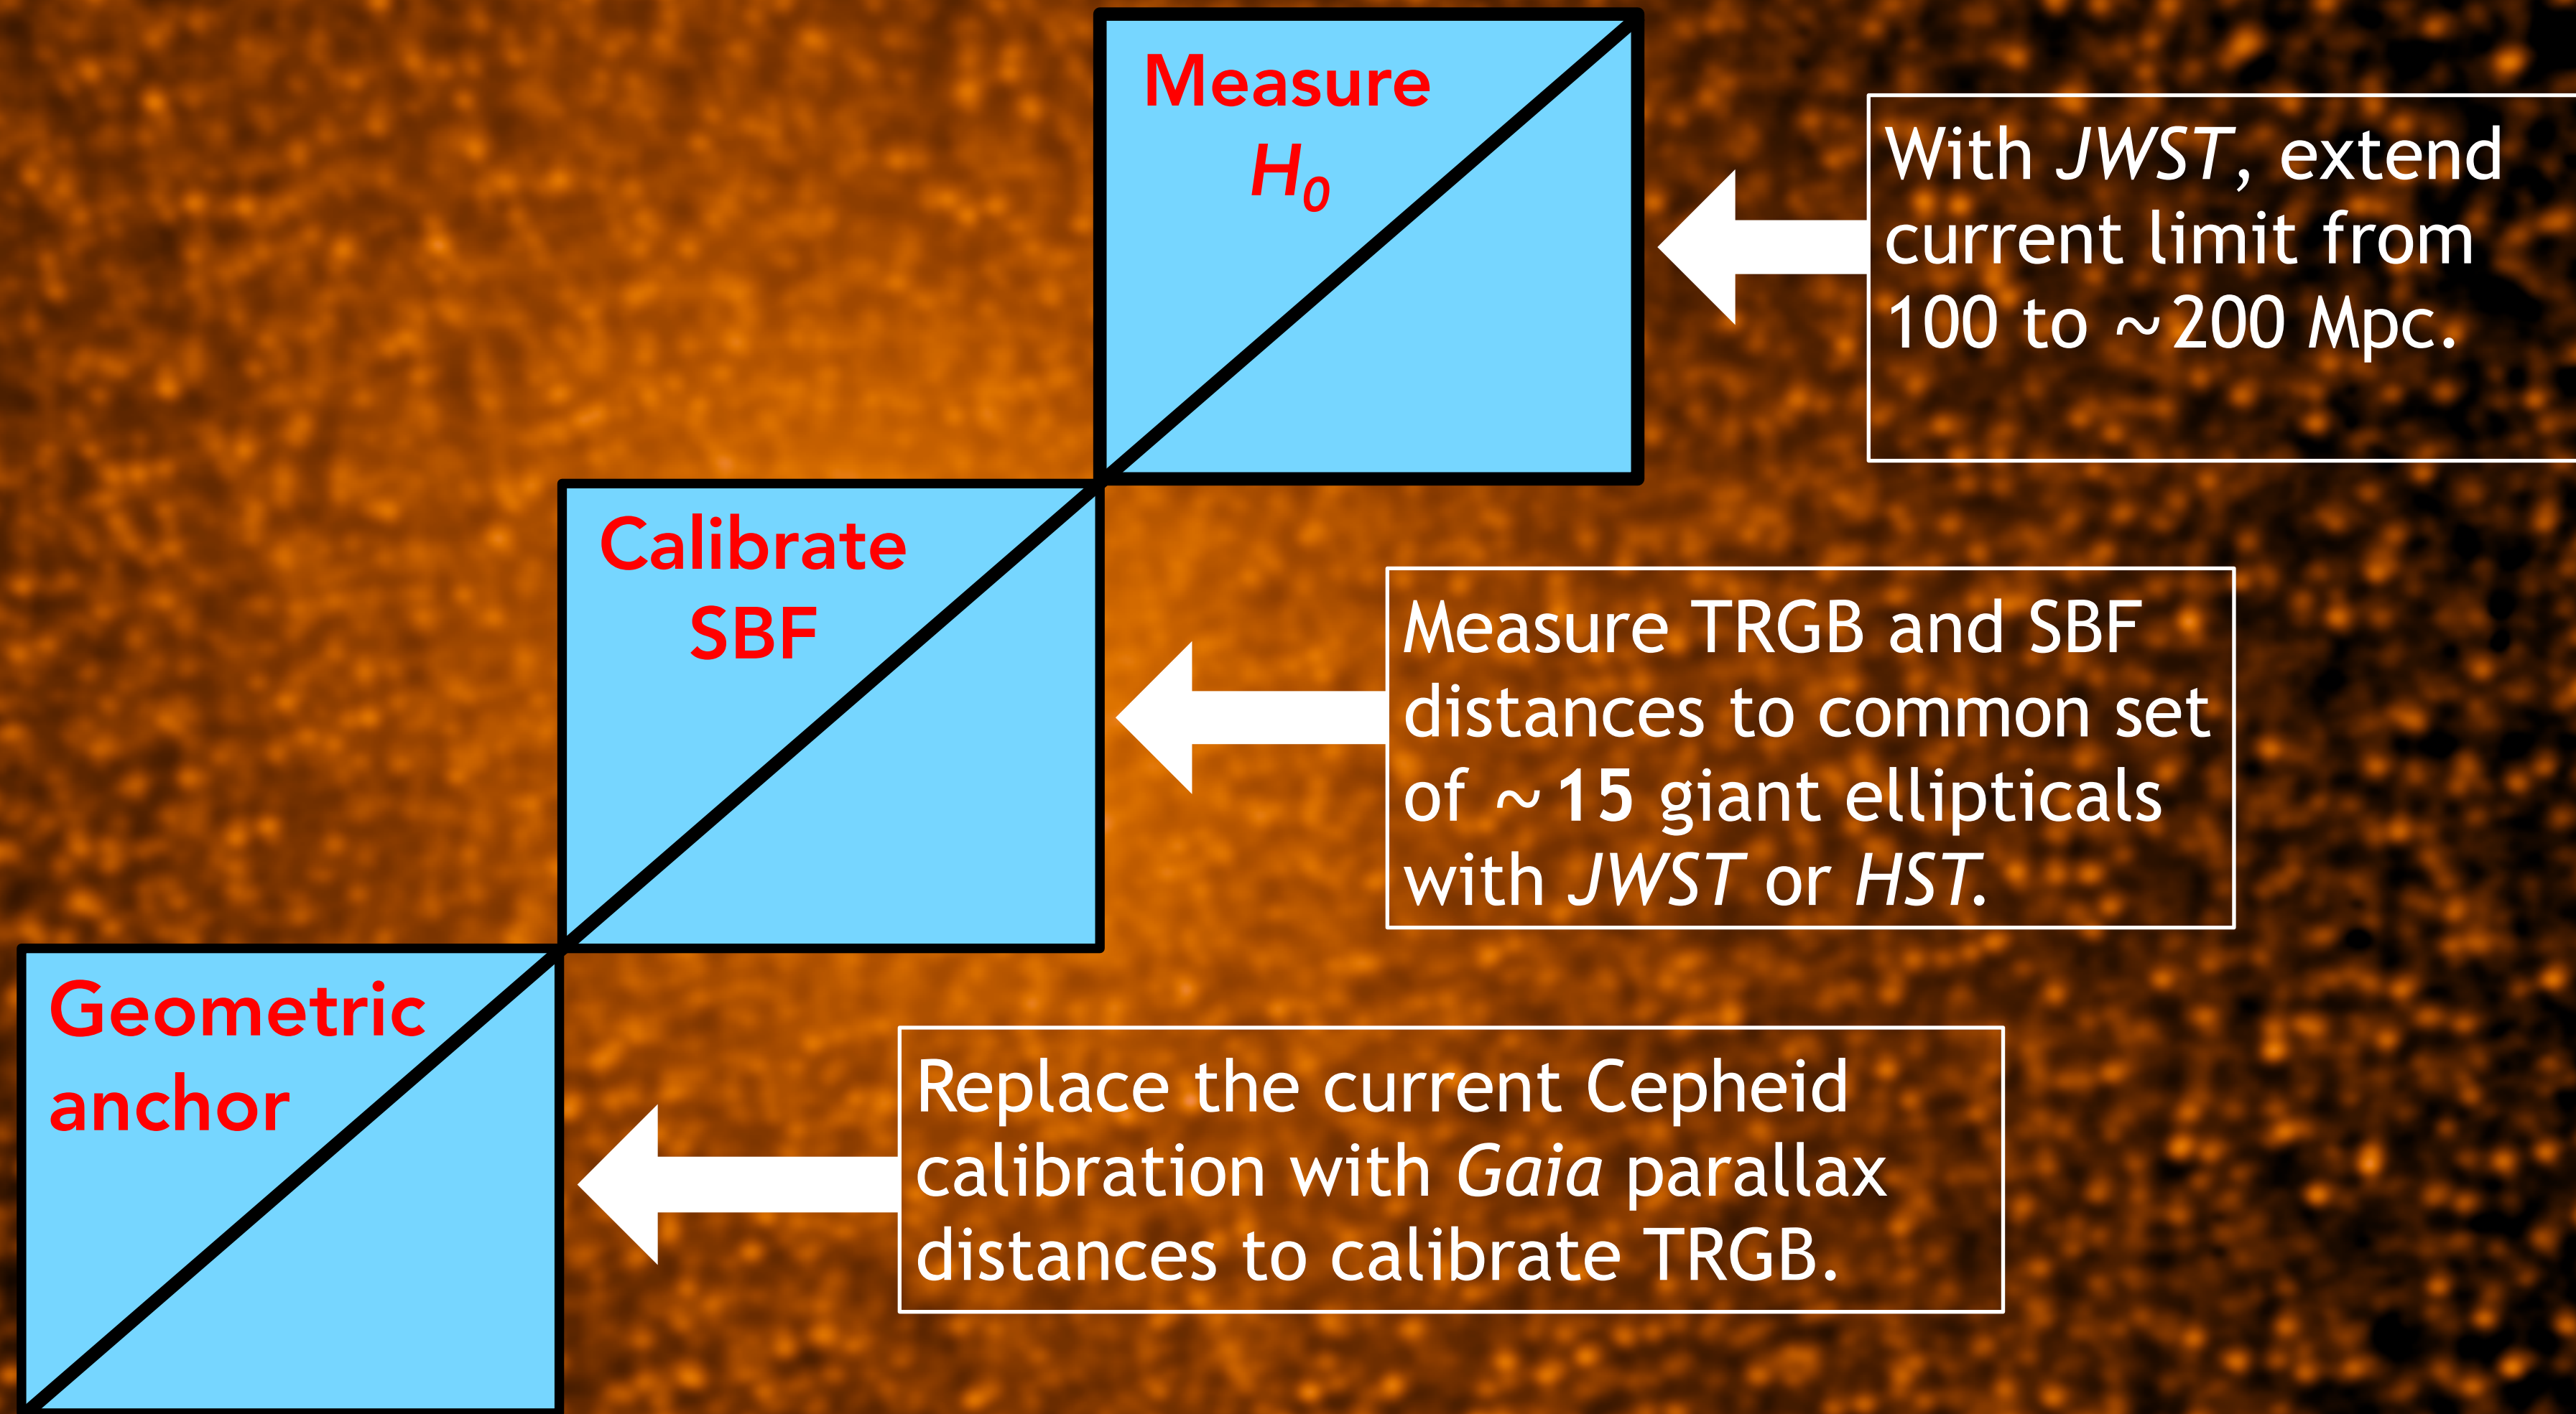 Measure
H₀
With JWST, extend
current limit from
100 to ~200 Mpc.
Calibrate
SBF
Measure TRGB and SBF
distances to common set
of ~15 giant ellipticals
with JWST or HST.
Geometric
anchor
Replace the current Cepheid
calibration with Gaia parallax
distances to calibrate TRGB.